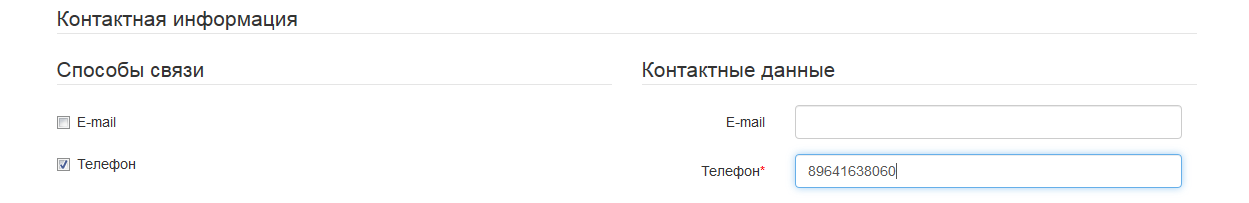 Контактная информация
Способы связи
Контактные данные
E-mail
E-mail
Телефон
Телефон* 89641638060